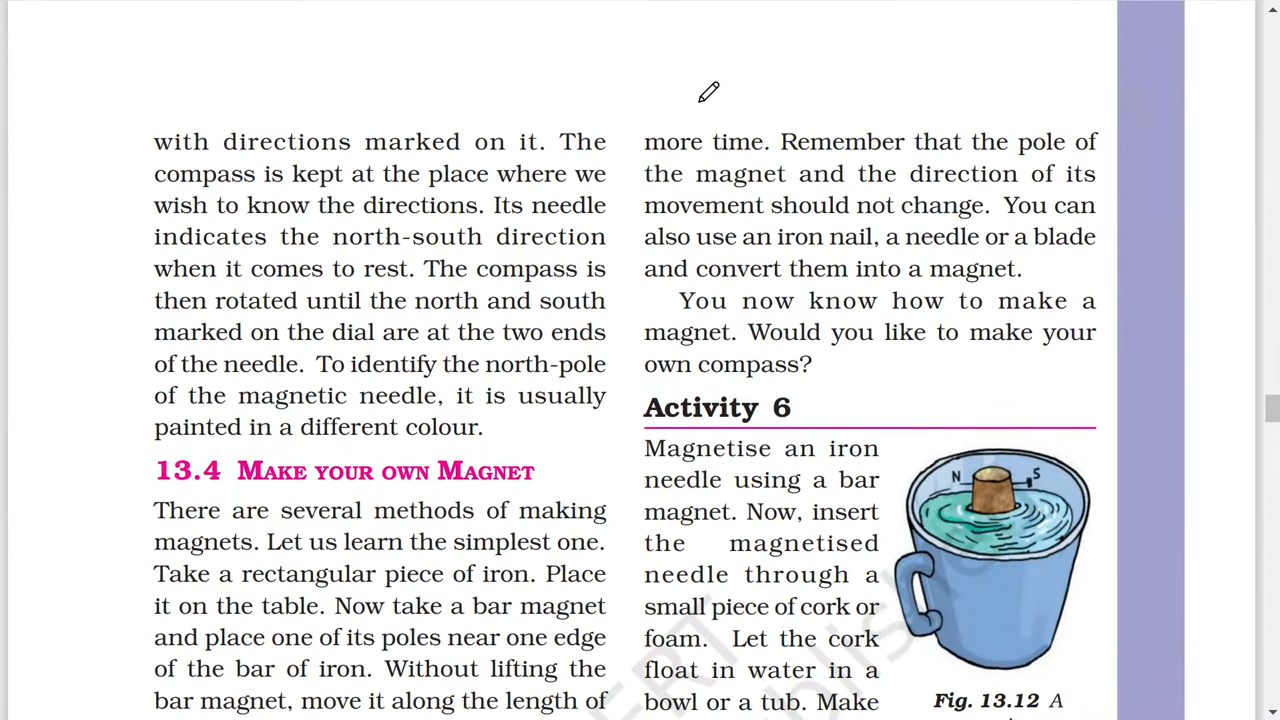 with directions marked on it. The
compass is kept at the place where we
wish to know the directions. Its needle
indicates the north-south direction
when it comes to rest. The compass is
then rotated until the north and south
marked on the dial are at the two ends
of the needle. To identify the north-pole
of the magnetic needle, it is usually
painted in a different colour.
13.4 MAKE YOUR OWN MAGNET
There are several methods of making
magnets. Let us learn the simplest one.
Take a rectangular piece of iron. Place
it on the table. Now take a bar magnet
and place one of its poles near one edge
of the bar of iron. Without lifting the
bar magnet, move it along the length of
more time. Remember that the pole of
the magnet and the direction of its
movement should not change. You can
also use an iron nail, a needle or a blade
and convert them into a magnet.
You now know how to make a
magnet. Would you like to make your
own compass?
Activity 6
Magnetise an iron
needle using a bar
magnet. Now, insert
the magnetised
needle through a
small piece of cork or
foam. Let the cork
float in water in a
bowl or a tub. Make
N S
Fig. 13.12 A